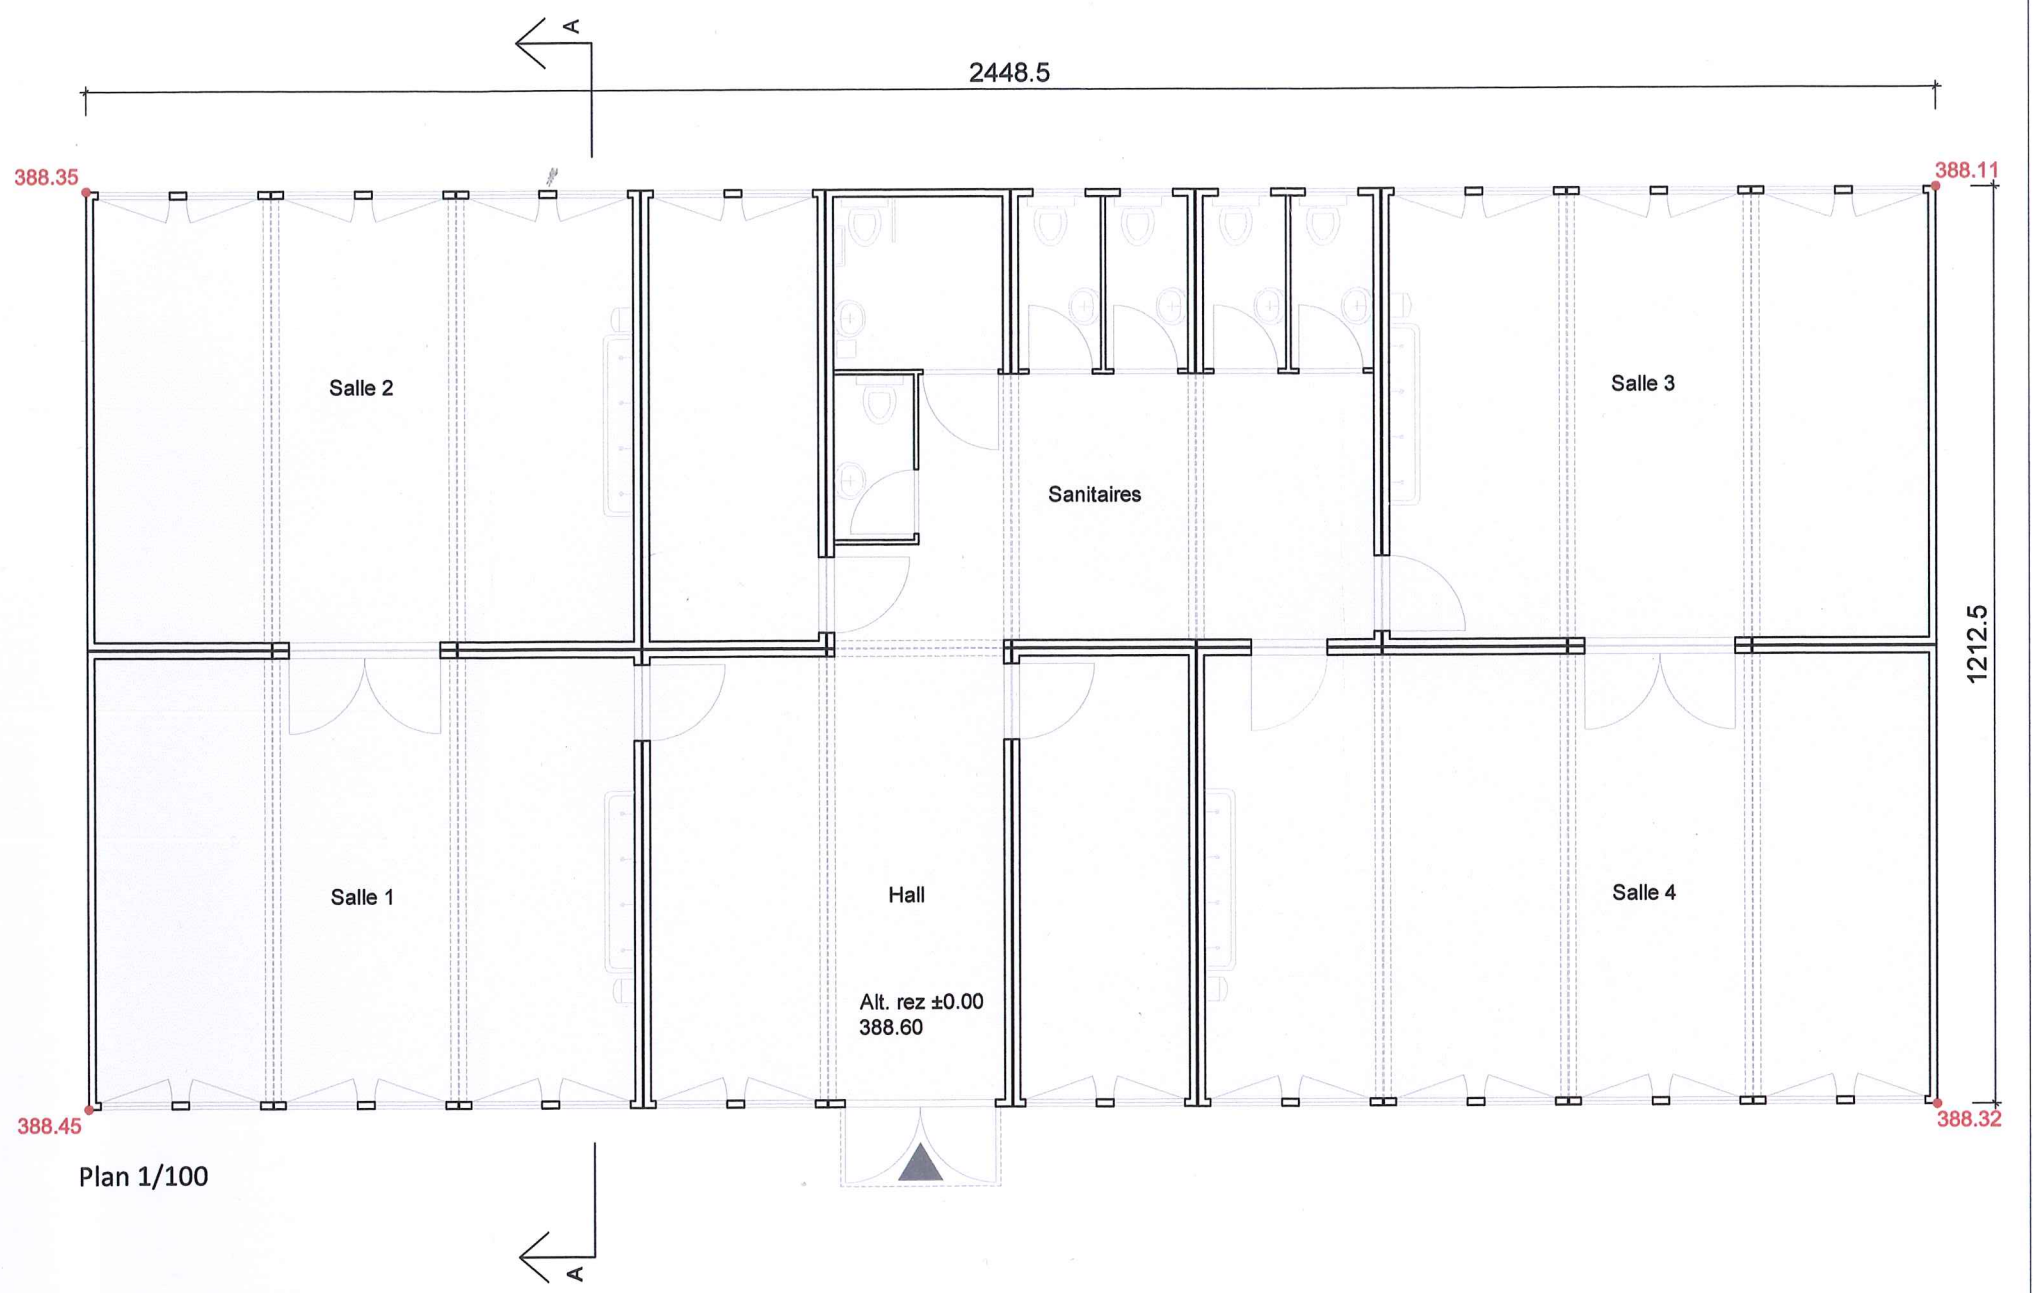 A
2448.5
388.35
388.11
Salle 2
Salle 3
Sanitaires
1212.5
Salle 1
Hall
Salle 4
Alt. rez ±0.00
388.60
388.45
388.32
Plan 1/100
A